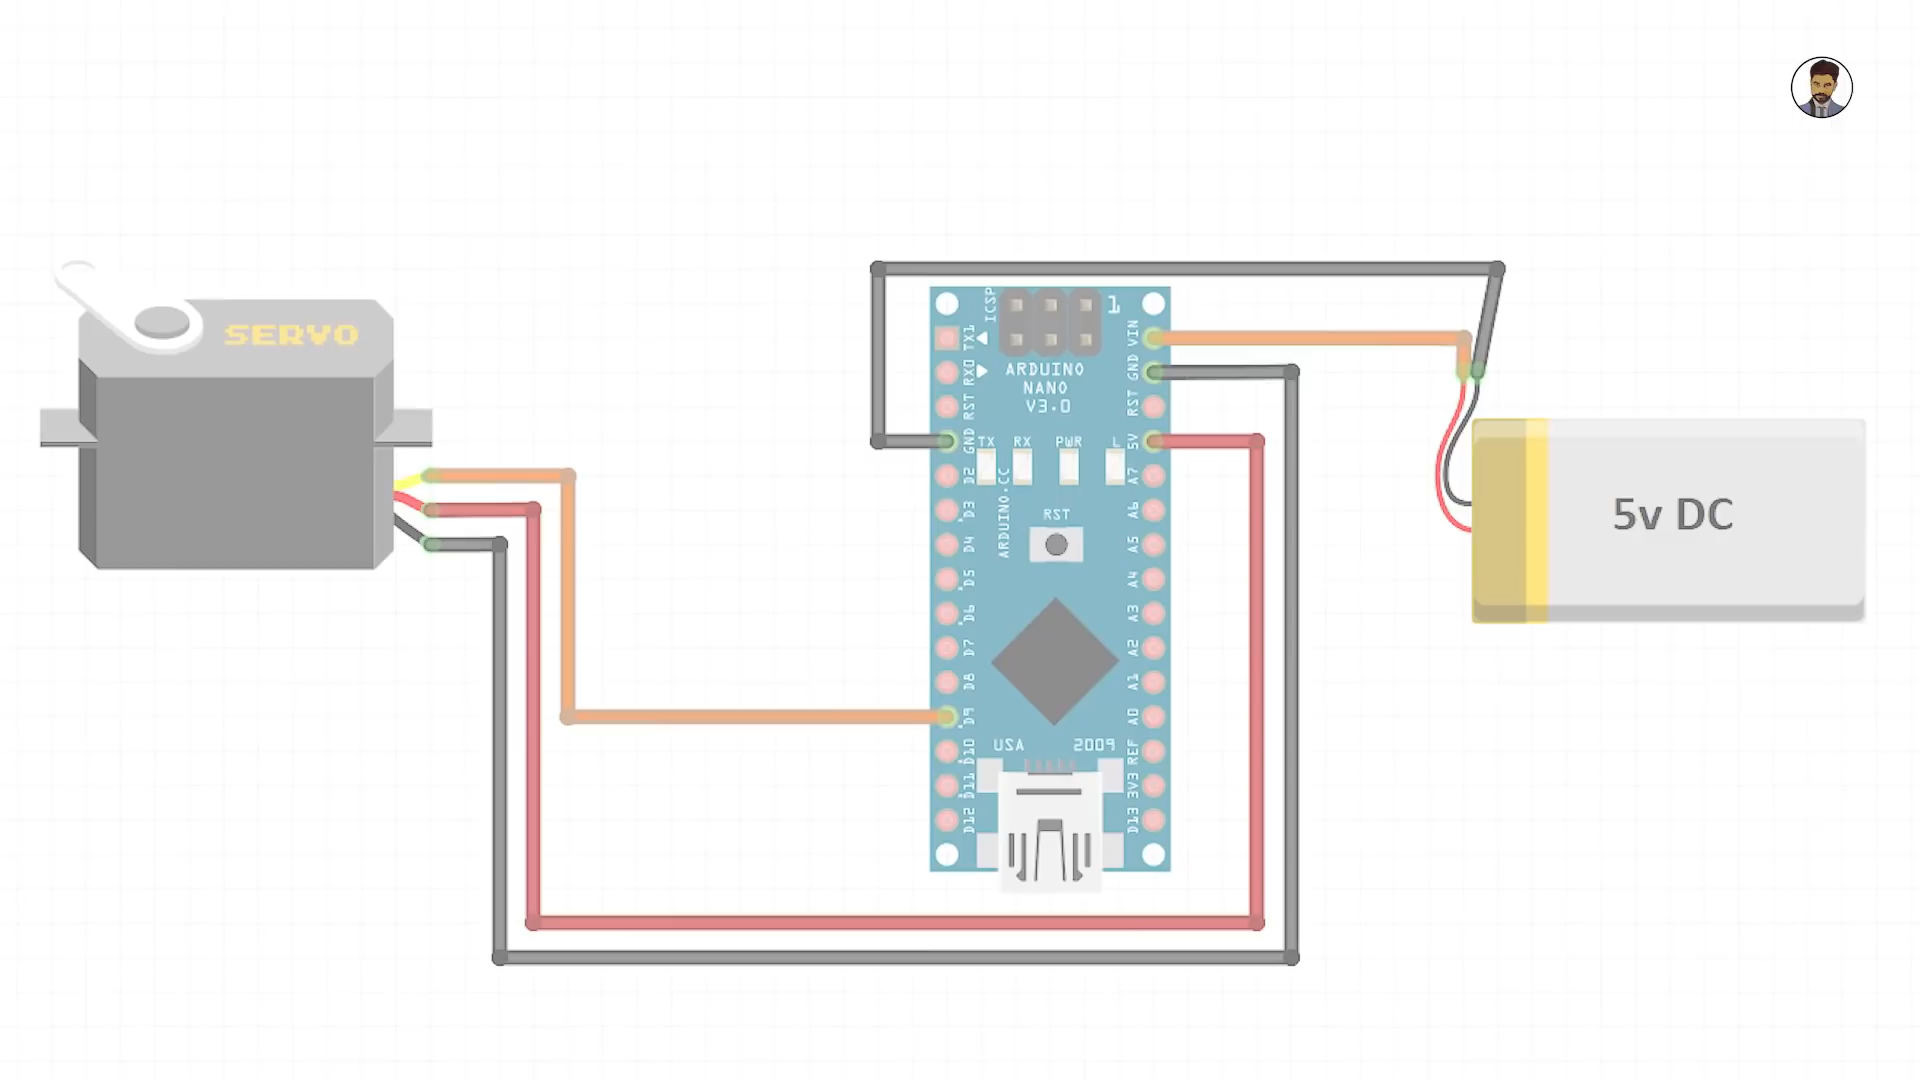 SERVO
ICSP
1
TX1
RX0
RST
GND
D2
D3
D4
D5
D6
D7
D8
D9
D10
D11
D12
ARDUINO
NANO
V3.0
TX RX PWR L
ARDUINO.CC
RST
USA 2009
VIN
GND
RST
5V
A7
A6
A5
A4
A3
A2
A1
A0
REF
3V3
D13
5v DC